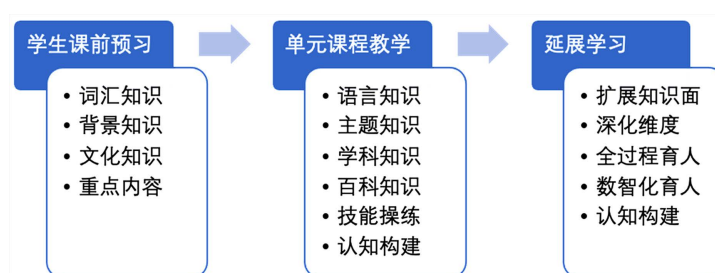 学生课前预习
• 词汇知识
• 背景知识
• 文化知识
• 重点内容
单元课程教学
• 语言知识
• 主题知识
• 学科知识
• 百科知识
• 技能操练
• 认知构建
延展学习
• 扩展知识面
• 深化维度
• 全过程育人
• 数智化育人
• 认知构建